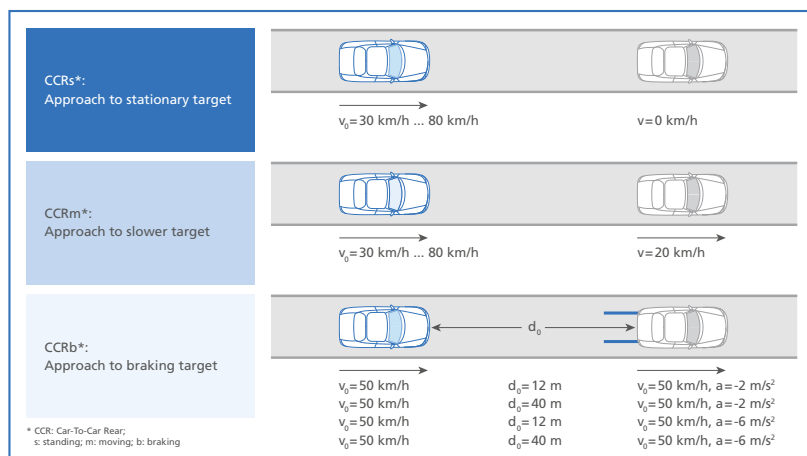 CCRs*:
Approach to stationary target
v₀=30 km/h ... 80 km/h
v=0 km/h
CCRm*:
Approach to slower target
v₀=30 km/h ... 80 km/h
v=20 km/h
CCRb*:
Approach to braking target
d₀
v₀=50 km/h d₀=12 m v₀=50 km/h, a=-2 m/s²
v₀=50 km/h d₀=40 m v₀=50 km/h, a=-2 m/s²
v₀=50 km/h d₀=12 m v₀=50 km/h, a=-6 m/s²
v₀=50 km/h d₀=40 m v₀=50 km/h, a=-6 m/s²
* CCR: Car-To-Car Rear;
s: standing; m: moving; b: braking